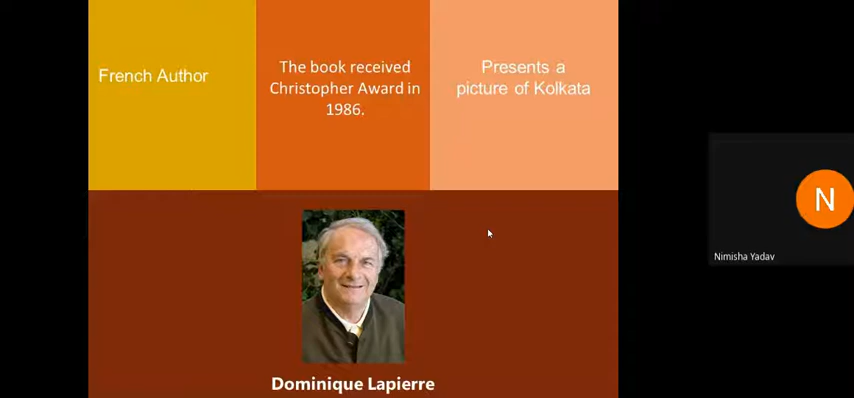 French Author
The book received
Christopher Award in
1986.
Presents a
picture of Kolkata
N
Nimisha Yadav
Dominique Lapierre